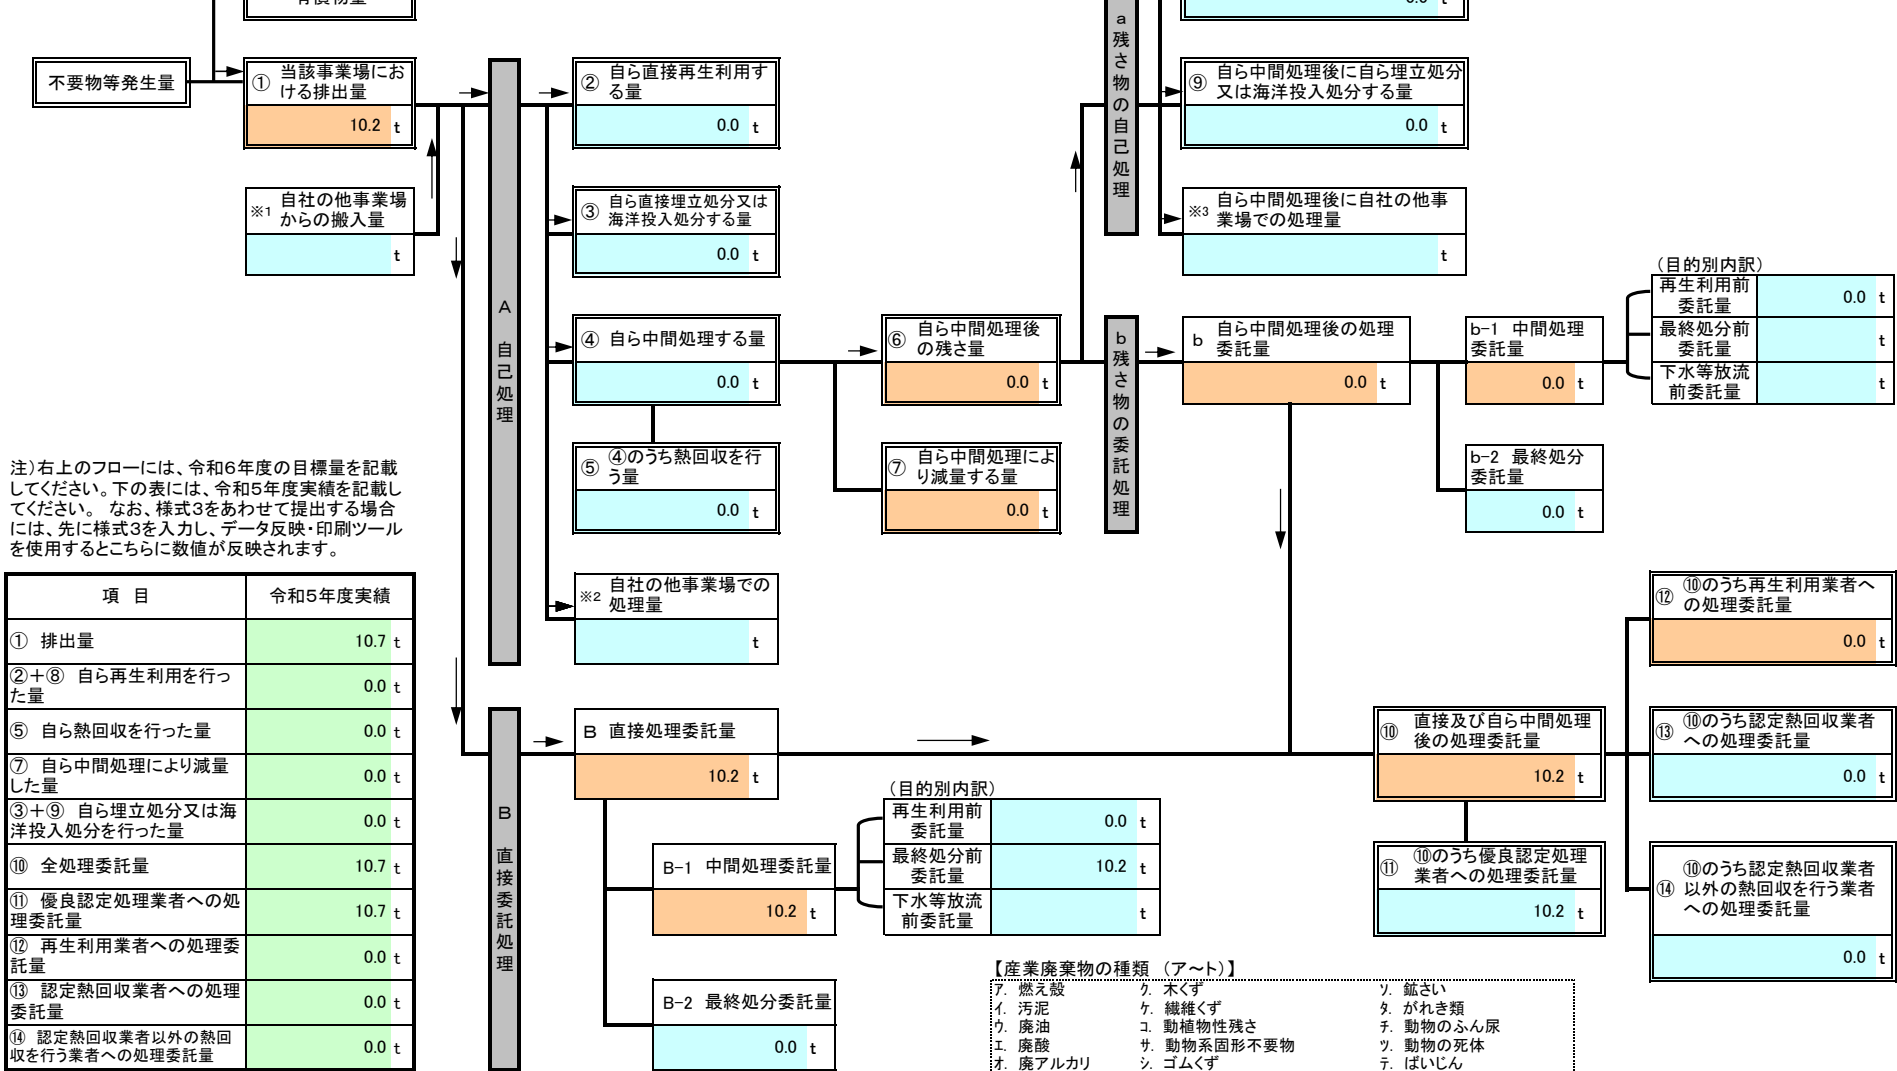 有償物量
0.0 t
不要物等発生量
① 当該事業場にお
ける排出量
10.2 t
② 自ら直接再生利用す
る量
0.0 t
a
残
さ
物
の
自
己
処
理
⑨ 自ら中間処理後に自ら埋立処分
又は海洋投入処分する量
0.0 t
※1 自社の他事業場
からの搬入量
t
③ 自ら直接埋立処分又は
海洋投入処分する量
0.0 t
※3 自ら中間処理後に自社の他事
業場での処理量
t
A
自
己
処
理
④ 自ら中間処理する量
0.0 t
⑥ 自ら中間処理後
の残さ量
0.0 t
b
残
さ
物
の
委
託
処
理
b 自ら中間処理後の処理
委託量
0.0 t
b-1 中間処理
委託量
0.0 t
（目的別内訳）
再生利用前
委託量 0.0 t
最終処分前
委託量 t
下水等放流
前委託量 t
⑤ ④のうち熱回収を行
う量
0.0 t
⑦ 自ら中間処理によ
り減量する量
0.0 t
b-2 最終処分
委託量
0.0 t
注）右上のフローには、令和６年度の目標量を記載
してください。下の表には、令和５年度実績を記載し
てください。 なお、様式３をあわせて提出する場合
には、先に様式３を入力し、データ反映・印刷ツール
を使用するとこちらに数値が反映されます。
項 目 令和５年度実績
① 排出量 10.7 t
②＋⑧ 自ら再生利用を行っ
た量 0.0 t
⑤ 自ら熱回収を行った量 0.0 t
⑦ 自ら中間処理により減量
した量 0.0 t
③＋⑨ 自ら埋立処分又は海
洋投入処分を行った量 0.0 t
⑩ 全処理委託量 10.7 t
⑪ 優良認定処理業者への処
理委託量 10.7 t
⑫ 再生利用業者への処理委
託量 0.0 t
⑬ 認定熱回収業者への処理
委託量 0.0 t
⑭ 認定熱回収業者以外の熱回
収を行う業者への処理委託量 0.0 t
※2 自社の他事業場での
処理量
t
B
直
接
委
託
処
理
B 直接処理委託量
10.2 t
B-1 中間処理委託量
10.2 t
B-2 最終処分委託量
0.0 t
（目的別内訳）
再生利用前
委託量 0.0 t
最終処分前
委託量 10.2 t
下水等放流
前委託量 t
⑩ 直接及び自ら中間処理
後の処理委託量
10.2 t
⑪ ⑩のうち優良認定処理
業者への処理委託量
10.2 t
⑫ ⑩のうち再生利用業者へ
の処理委託量
0.0 t
⑬ ⑩のうち認定熱回収業者
への処理委託量
0.0 t
⑭ ⑩のうち認定熱回収業者
以外の熱回収を行う業者
への処理委託量
0.0 t
【産業廃棄物の種類 （ア～ト）】
ア. 燃え殻 ク. 木くず ソ. 鉱さい
イ. 汚泥 ケ. 繊維くず タ. がれき類
ウ. 廃油 コ. 動植物性残さ チ. 動物のふん尿
エ. 廃酸 サ. 動物系固形不要物 ツ. 動物の死体
オ. 廃アルカリ シ. ゴムくず テ. ばいじん